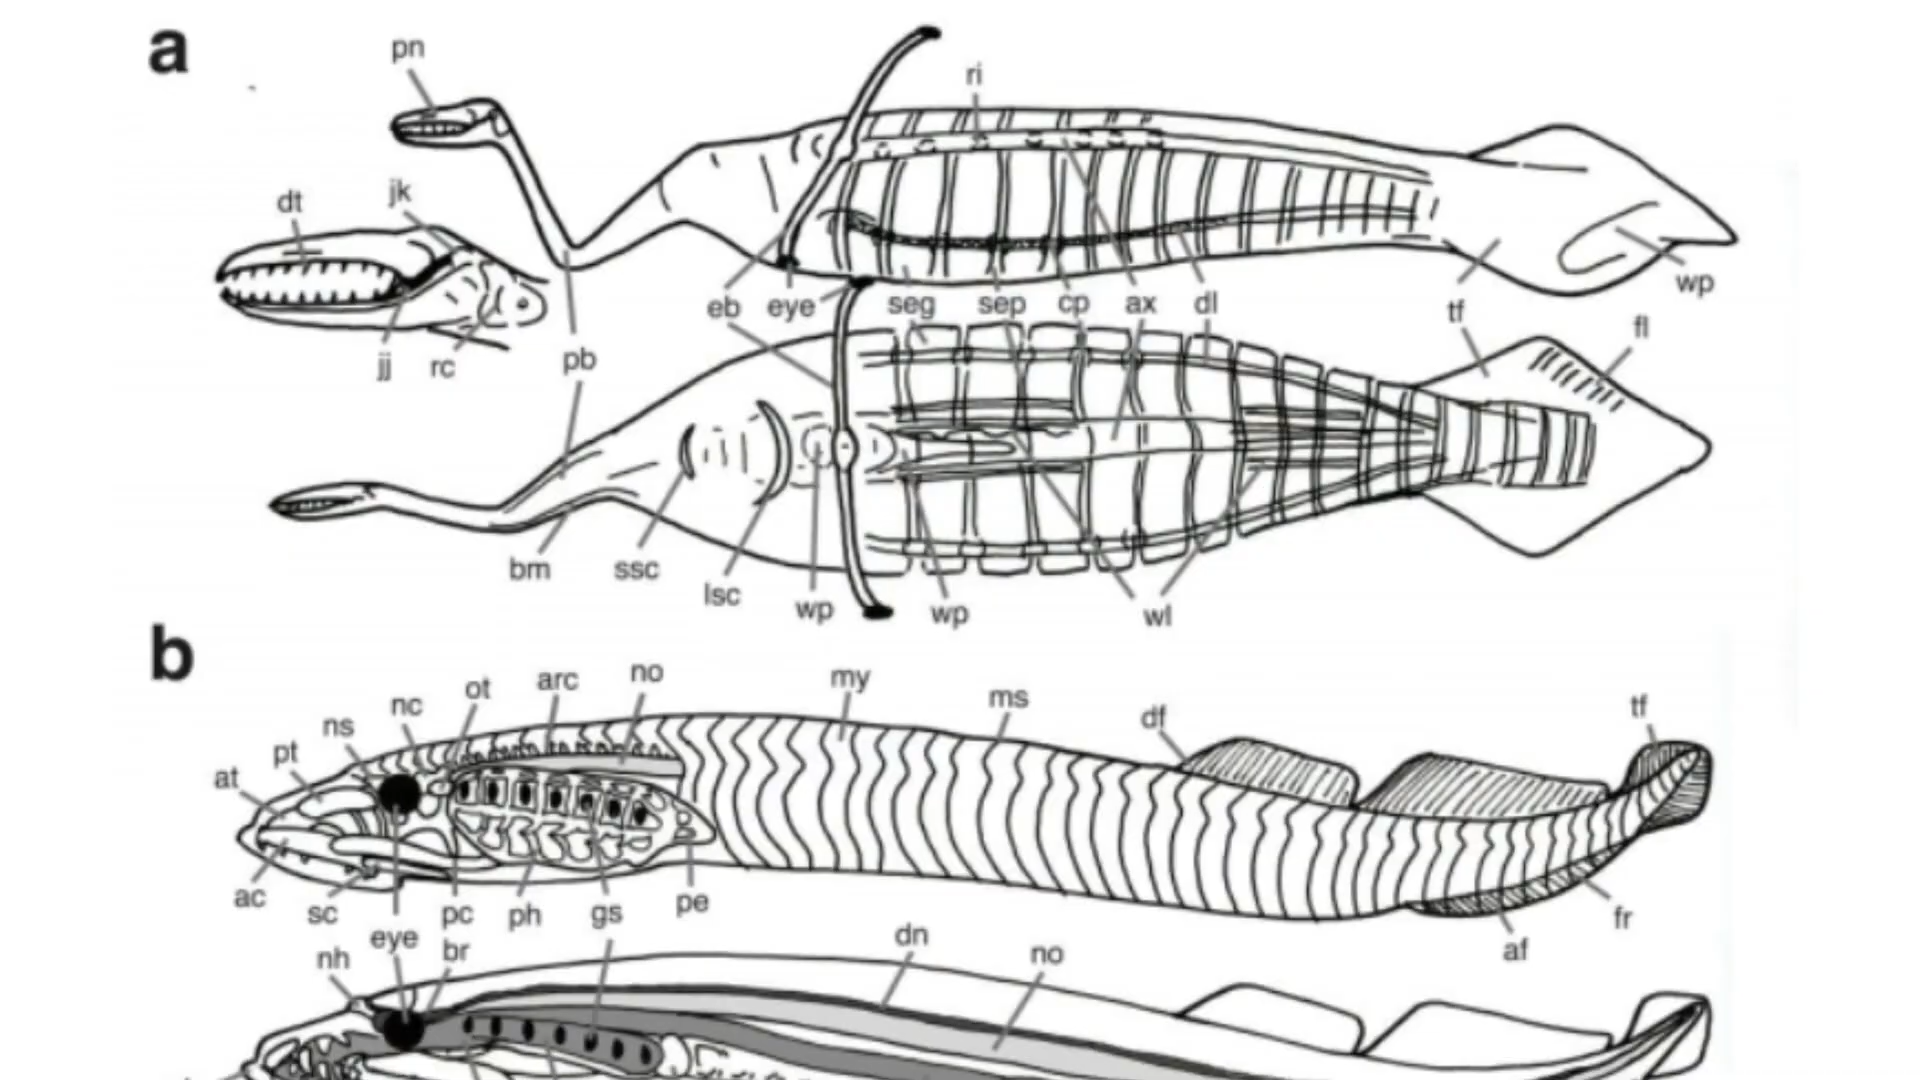 a
pn
ri
dt
jk
eb
eye
seg
sep
cp
ax
dl
tf
wp
fl
jj
rc
pb
bm
ssc
lsc
wp
wp
wl
b
at
pt
ns
nc
ot
arc
no
my
ms
df
tf
ac
sc
eye
pc
ph
gs
pe
af
fr
nh
br
dn
no